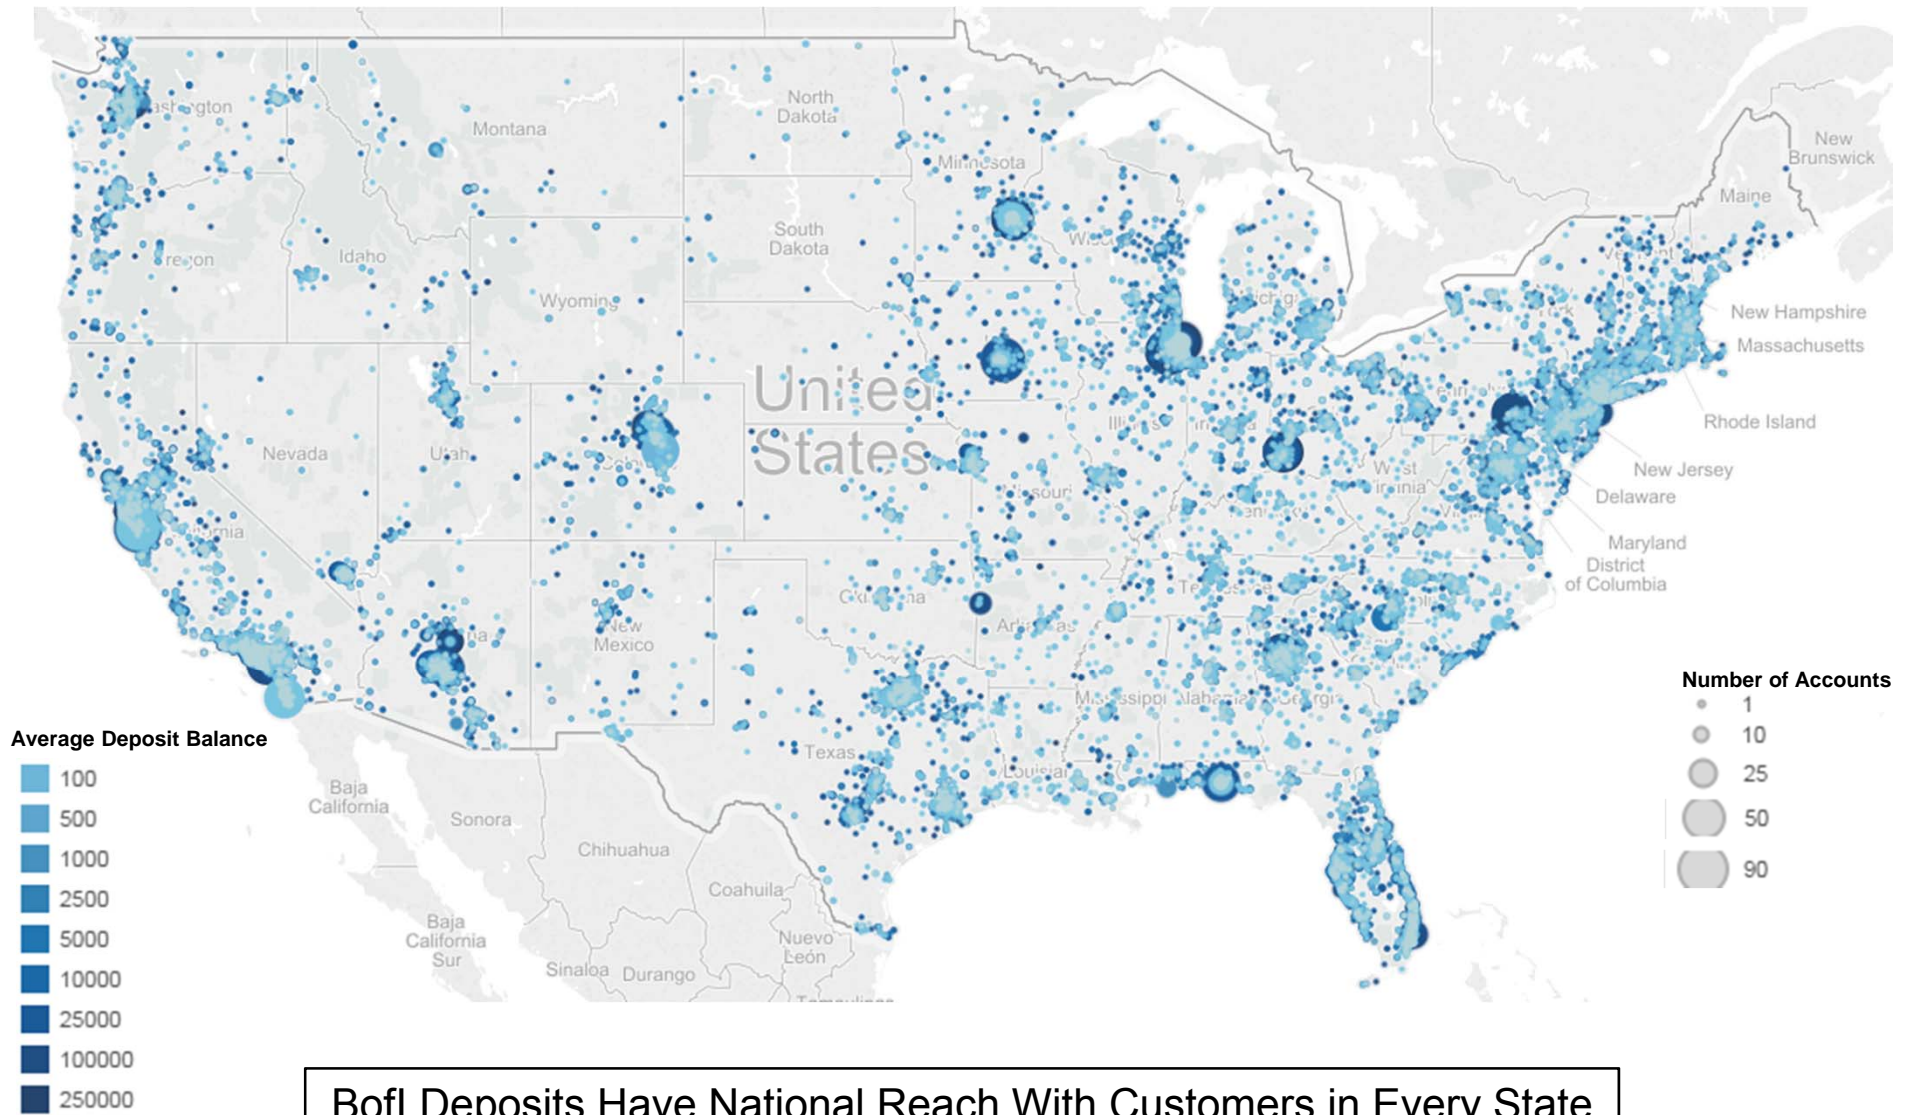 North
Dakota
Montana
Minnesota
New
Brunswick
Maine
South
Dakota
Idaho
Wyoming
New Hampshire
Massachusetts
United
States
Rhode Island
Nevada
Utah
West
Virginia
New Jersey
Delaware
Maryland
District
of Columbia
New
Mexico
Texas
Baja
California
Sonora
Chihuahua
Coahuila
Baja
California
Sur
Nuevo
León
Sinaloa
Durango
Tamaulipas
Average Deposit Balance
100
500
1000
2500
5000
10000
25000
100000
250000
Number of Accounts
1
10
25
50
90
BofI Deposits Have National Reach With Customers in Every State